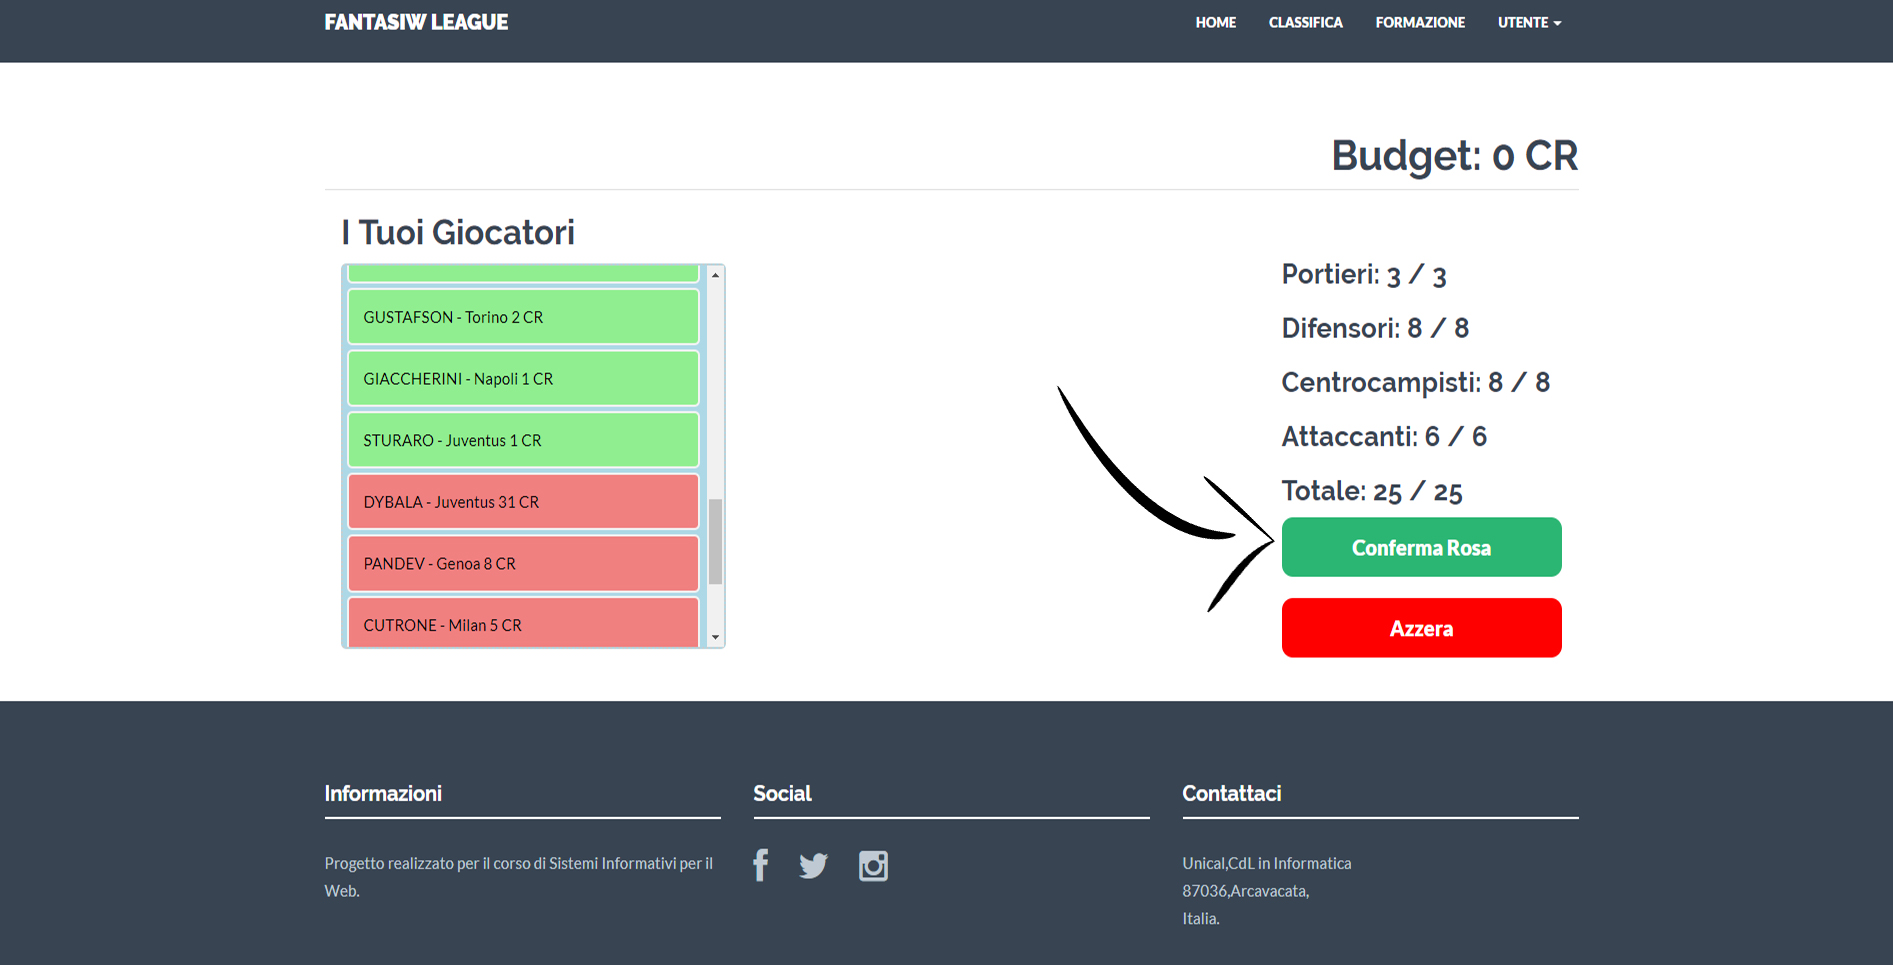 FANTASIW LEAGUE
HOME CLASSIFICA FORMAZIONE UTENTE
Budget: 0 CR
I Tuoi Giocatori
GUSTAFSON - Torino 2 CR
GIACCHERINI - Napoli 1 CR
STURARO - Juventus 1 CR
DYBALA - Juventus 31 CR
PANDEV - Genoa 8 CR
CUTRONE - Milan 5 CR
Portieri: 3 / 3
Difensori: 8 / 8
Centrocampisti: 8 / 8
Attaccanti: 6 / 6
Totale: 25 / 25
Conferma Rosa
Azzera
Informazioni
Progetto realizzato per il corso di Sistemi Informativi per il
Web.
Social
Contattaci
Unical,CdL in Informatica
87036,Arcavacata,
Italia.